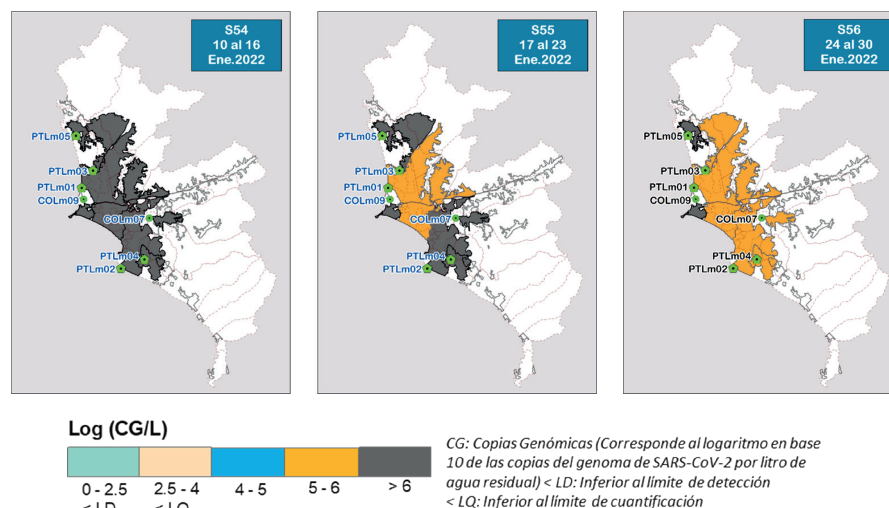 S54
10 al 16
Ene.2022
PTLm05
PTLm03
PTLm01
COLm09
COLm07
PTLm04
PTLm02
S55
17 al 23
Ene.2022
PTLm05
PTLm03
PTLm01
COLm09
COLm07
PTLm04
PTLm02
S56
24 al 30
Ene.2022
PTLm05
PTLm03
PTLm01
COLm09
COLm07
PTLm04
PTLm02
Log (CG/L)
0 - 2.5 2.5 - 4 4 - 5 5 - 6 > 6
< LD < LQ
CG: Copias Genómicas (Corresponde al logaritmo en base
10 de las copias del genoma de SARS-CoV-2 por litro de
agua residual) < LD: Inferior al límite de detección
< LQ: Inferior al límite de cuantificación